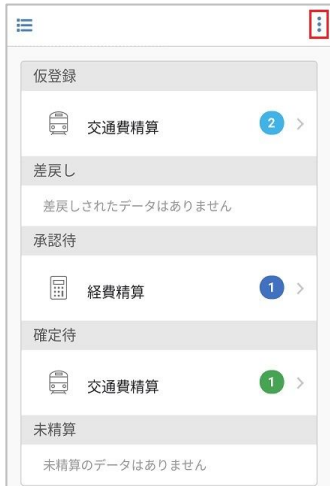 仮登録
交通費精算
2
差戻し
差戻しされたデータはありません
承認待
経費精算
1
確定待
交通費精算
1
未精算
未精算のデータはありません